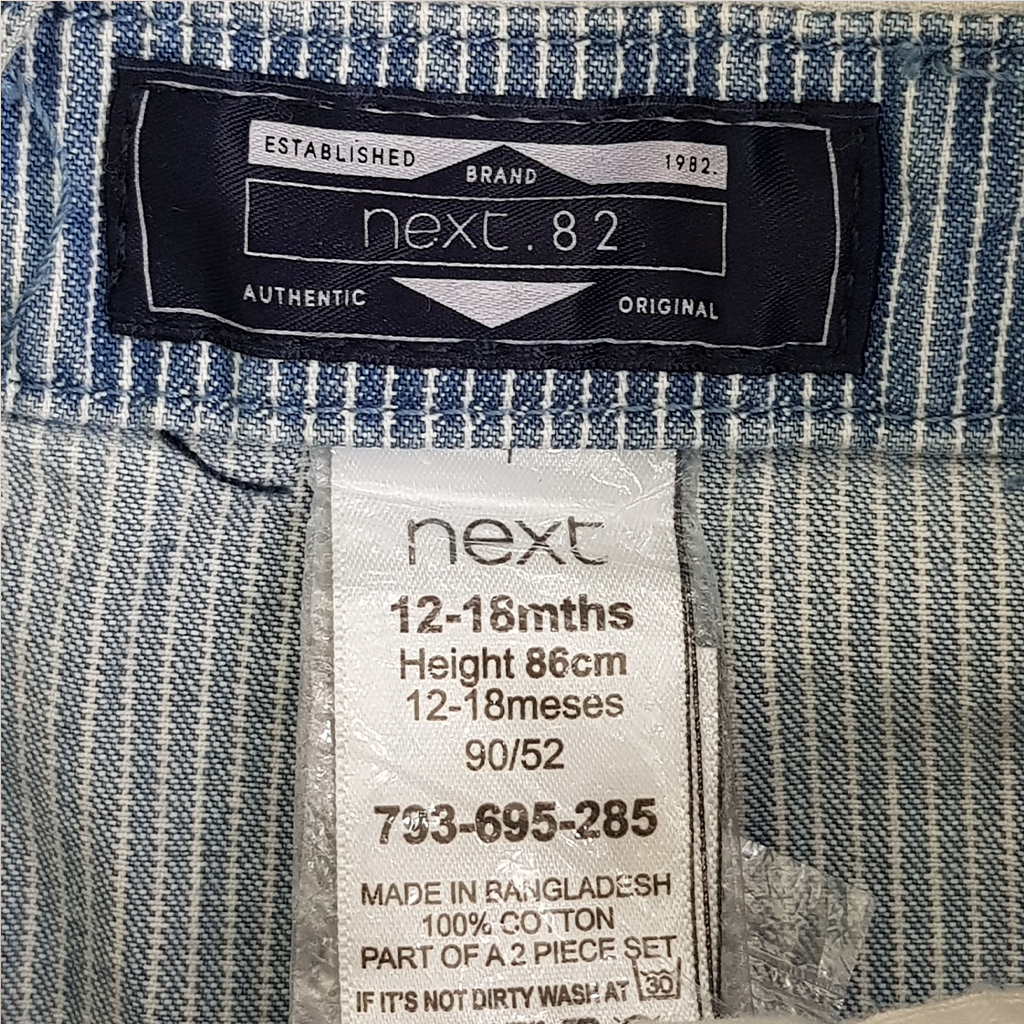 ESTABLISHED
1982.
BRAND
next.82
AUTHENTIC
ORIGINAL
next
12-18mths
Height 86cm
12-18meses
90/52
793-695-285
MADE IN BANGLADESH
100% COTTON
PART OF A 2 PIECE SET
IF IT'S NOT DIRTY WASH AT 30